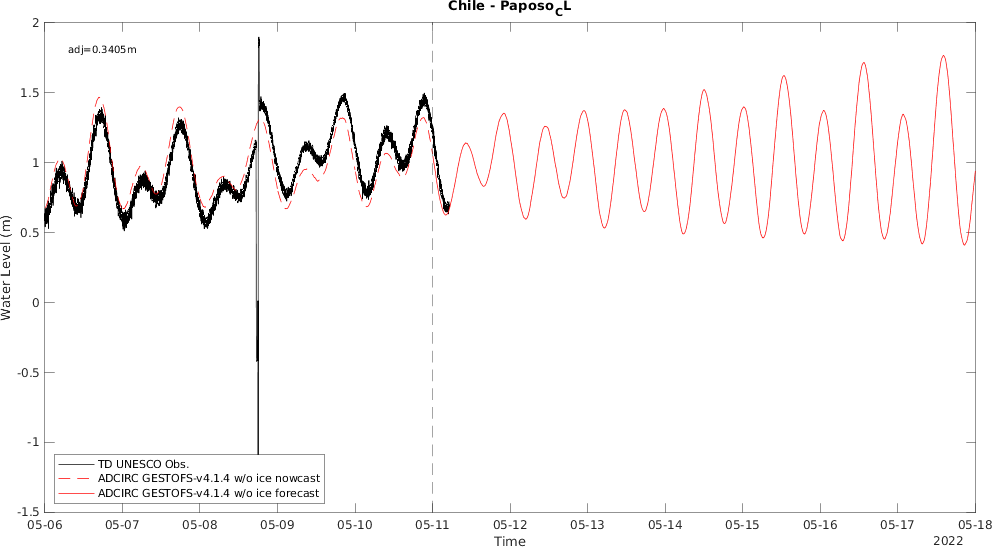 Chile - Paposo_CL
adj=0.3405m
2
1.5
1
0.5
0
-0.5
-1
-1.5
Water Level (m)
TD UNESCO Obs.
ADCIRC GESTOFS-v4.1.4 w/o ice nowcast
ADCIRC GESTOFS-v4.1.4 w/o ice forecast
05-06 05-07 05-08 05-09 05-10 05-11 05-12 05-13 05-14 05-15 05-16 05-17 05-18
Time
2022